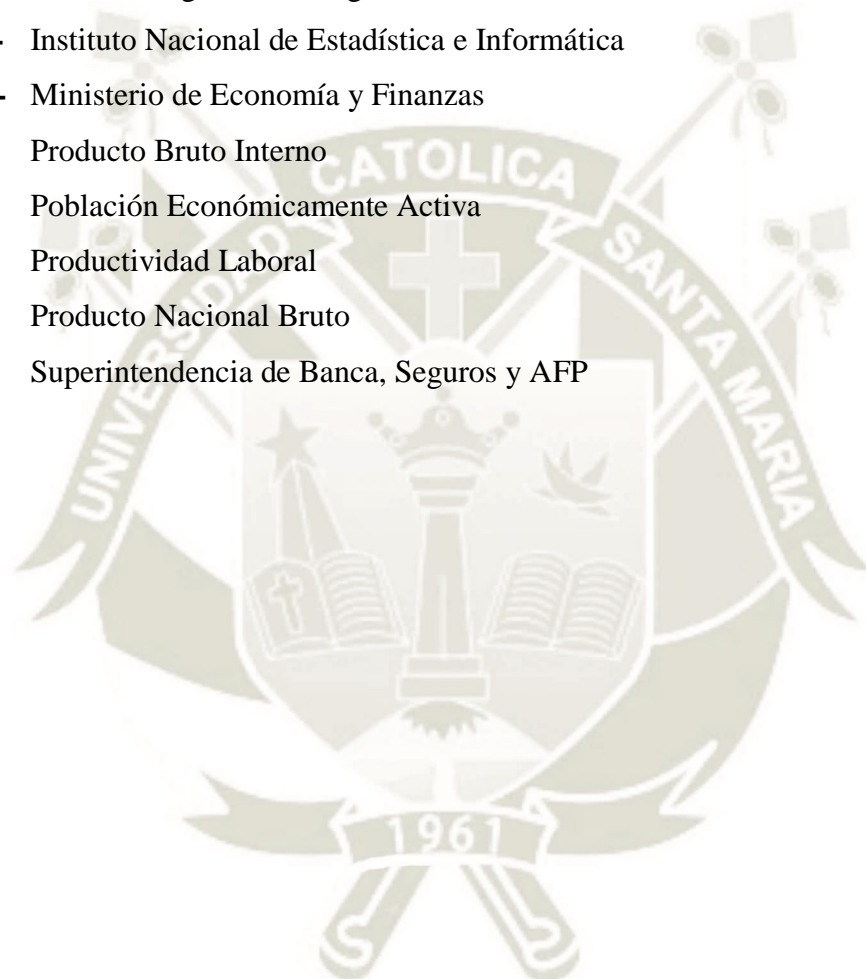 - Instituto Nacional de Estadística e Informática
- Ministerio de Economía y Finanzas
Producto Bruto Interno
Población Económicamente Activa
Productividad Laboral
Producto Nacional Bruto
Superintendencia de Banca, Seguros y AFP
UNIVERSIDAD CATOLICA SANTA MARIA
1961